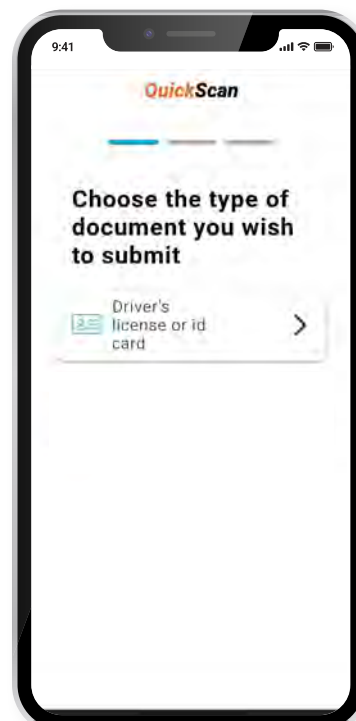 9:41
QuickScan
Choose the type of
document you wish
to submit
Driver's
license or id
card